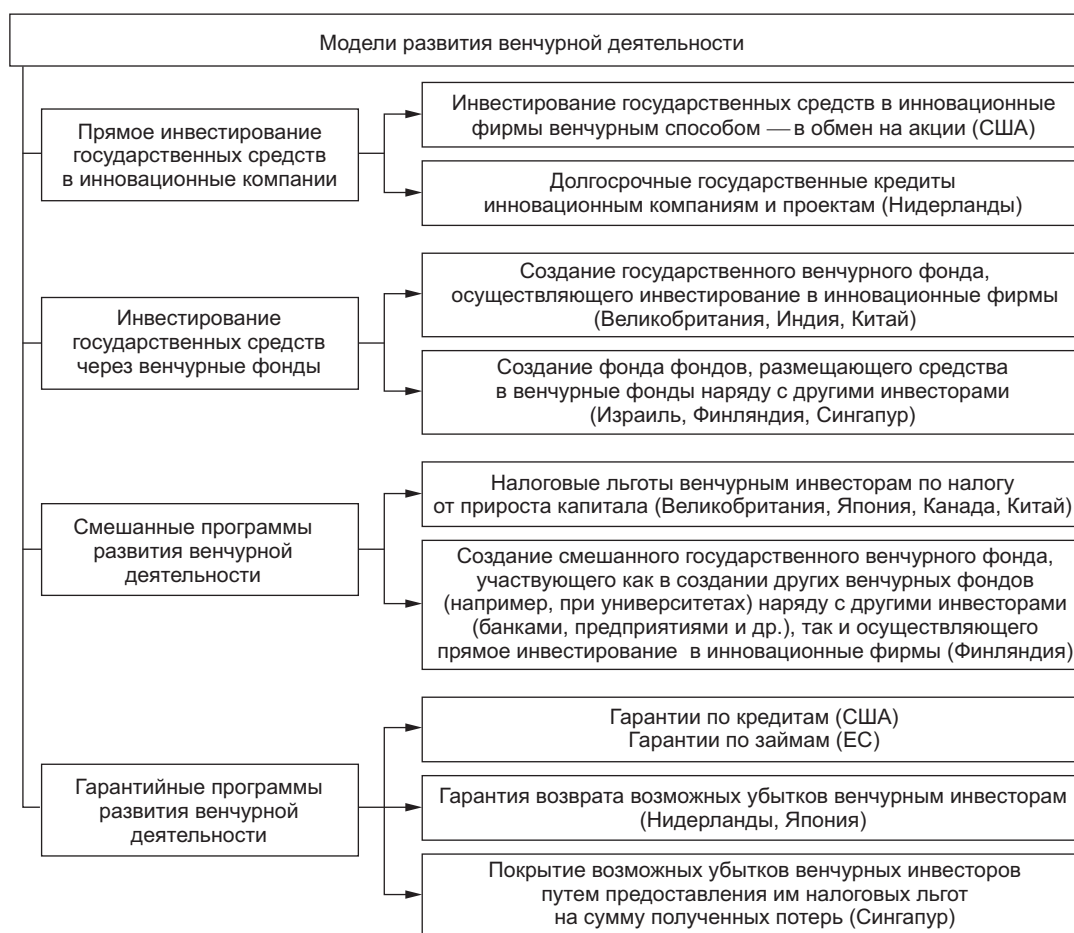 Модели развития венчурной деятельности
Прямое инвестирование
государственных средств
в инновационные компании
Инвестирование государственных средств в инновационные
фирмы венчурным способом — в обмен на акции (США)
Долгосрочные государственные кредиты
инновационным компаниям и проектам (Нидерланды)
Инвестирование
государственных средств
через венчурные фонды
Создание государственного венчурного фонда,
осуществляющего инвестирование в инновационные фирмы
(Великобритания, Индия, Китай)
Создание фонда фондов, размещающего средства
в венчурные фонды наряду с другими инвесторами
(Израиль, Финляндия, Сингапур)
Смешанные программы
развития венчурной
деятельности
Налоговые льготы венчурным инвесторам по налогу
от прироста капитала (Великобритания, Япония, Канада, Китай)
Создание смешанного государственного венчурного фонда,
участвующего как в создании других венчурных фондов
(например, при университетах) наряду с другими инвесторами
(банками, предприятиями и др.), так и осуществляющего
прямое инвестирование в инновационные фирмы (Финляндия)
Гарантийные программы
развития венчурной
деятельности
Гарантии по кредитам (США)
Гарантии по займам (ЕС)
Гарантия возврата возможных убытков венчурным инвесторам
(Нидерланды, Япония)
Покрытие возможных убытков венчурных инвесторов
путем предоставления им налоговых льгот
на сумму полученных потерь (Сингапур)